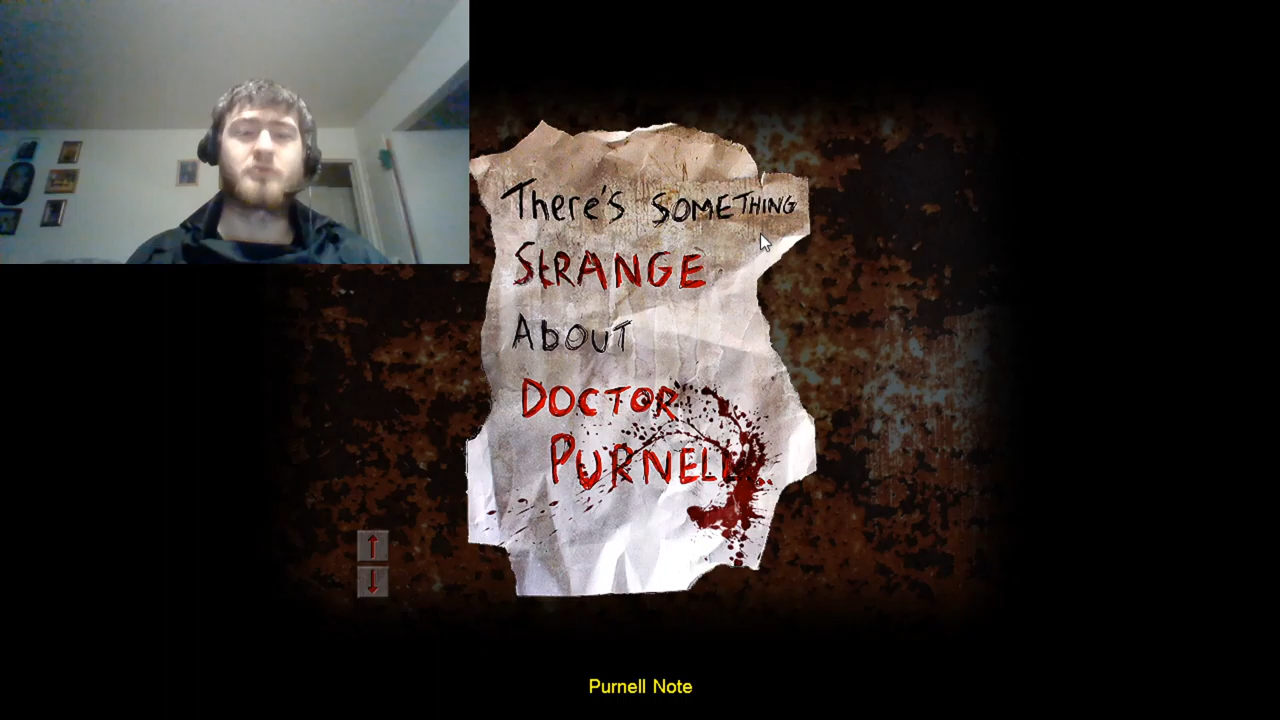 There's SOMETHING
STRANGE
About
DOCTOR
PURNELL...
Purnell Note